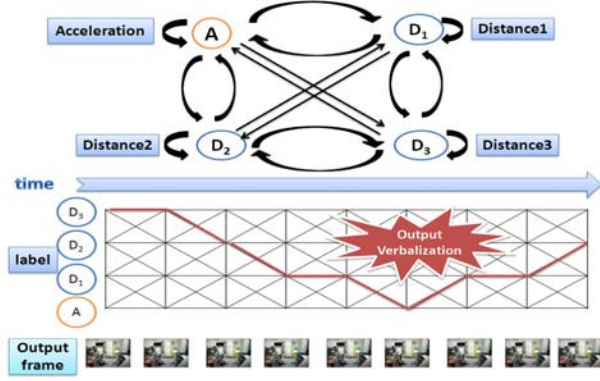 Acceleration
A
D1
Distance1
Distance2
D2
D3
Distance3
time
D3
D2
label
D1
A
Output
Verbalization
Output
frame